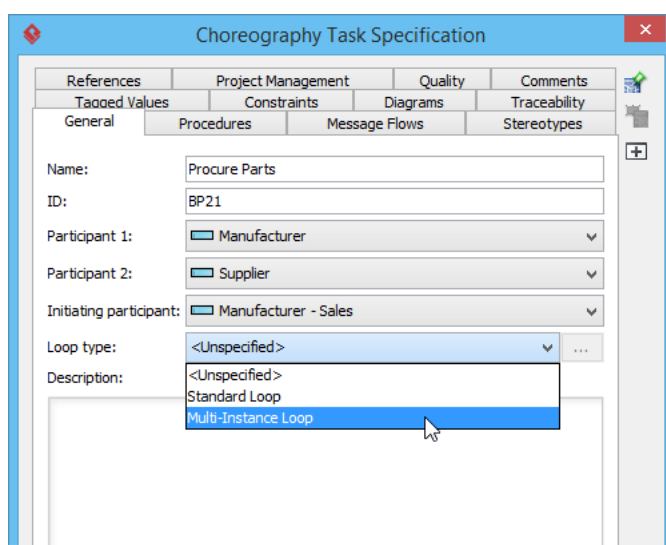 Choreography Task Specification
References Project Management Quality Comments
Tagged Values Constraints Diagrams Traceability
General Procedures Message Flows Stereotypes
Name: Procure Parts
ID: BP21
Participant 1: Manufacturer
Participant 2: Supplier
Initiating participant: Manufacturer - Sales
Loop type: <Unspecified> ...
Description: <Unspecified>
Standard Loop
Multi-Instance Loop